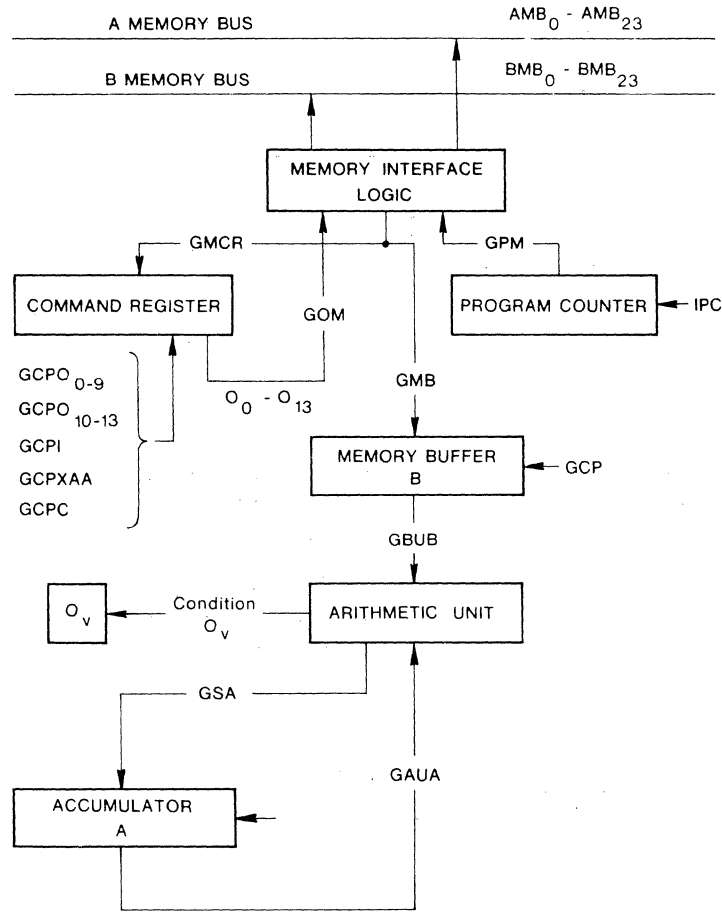 A MEMORY BUS
AMB0 - AMB23
B MEMORY BUS
BMB0 - BMB23
MEMORY INTERFACE
LOGIC
GMCR
GPM
COMMAND REGISTER
GOM
PROGRAM COUNTER
IPC
GCPO0-9
GCPO10-13
GCPI
GCPXAA
GCPC
O0 - O13
GMB
MEMORY BUFFER
B
GCP
GBUB
Ov
Condition
Ov
ARITHMETIC UNIT
GSA
GAUA
ACCUMULATOR
A